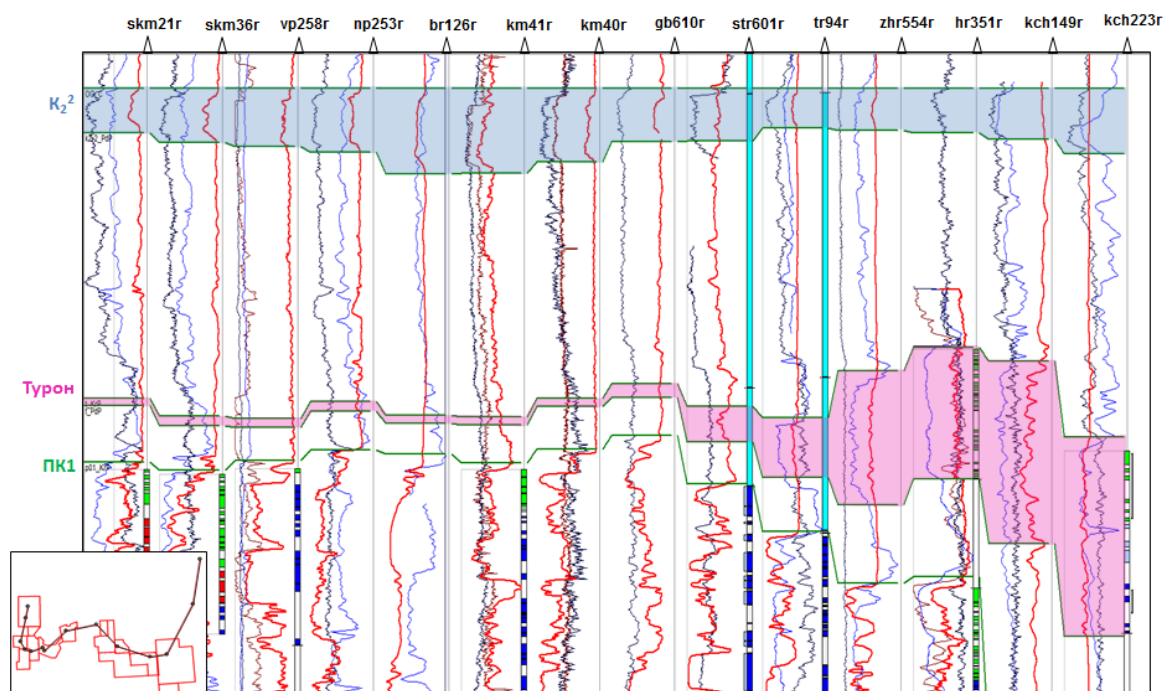 skm21r skm36r vp258r np253r br126r km41r km40r gb610r str601r tr94r zhr554r hr351r kch149r kch223r
K₂²
Турон
ПК1